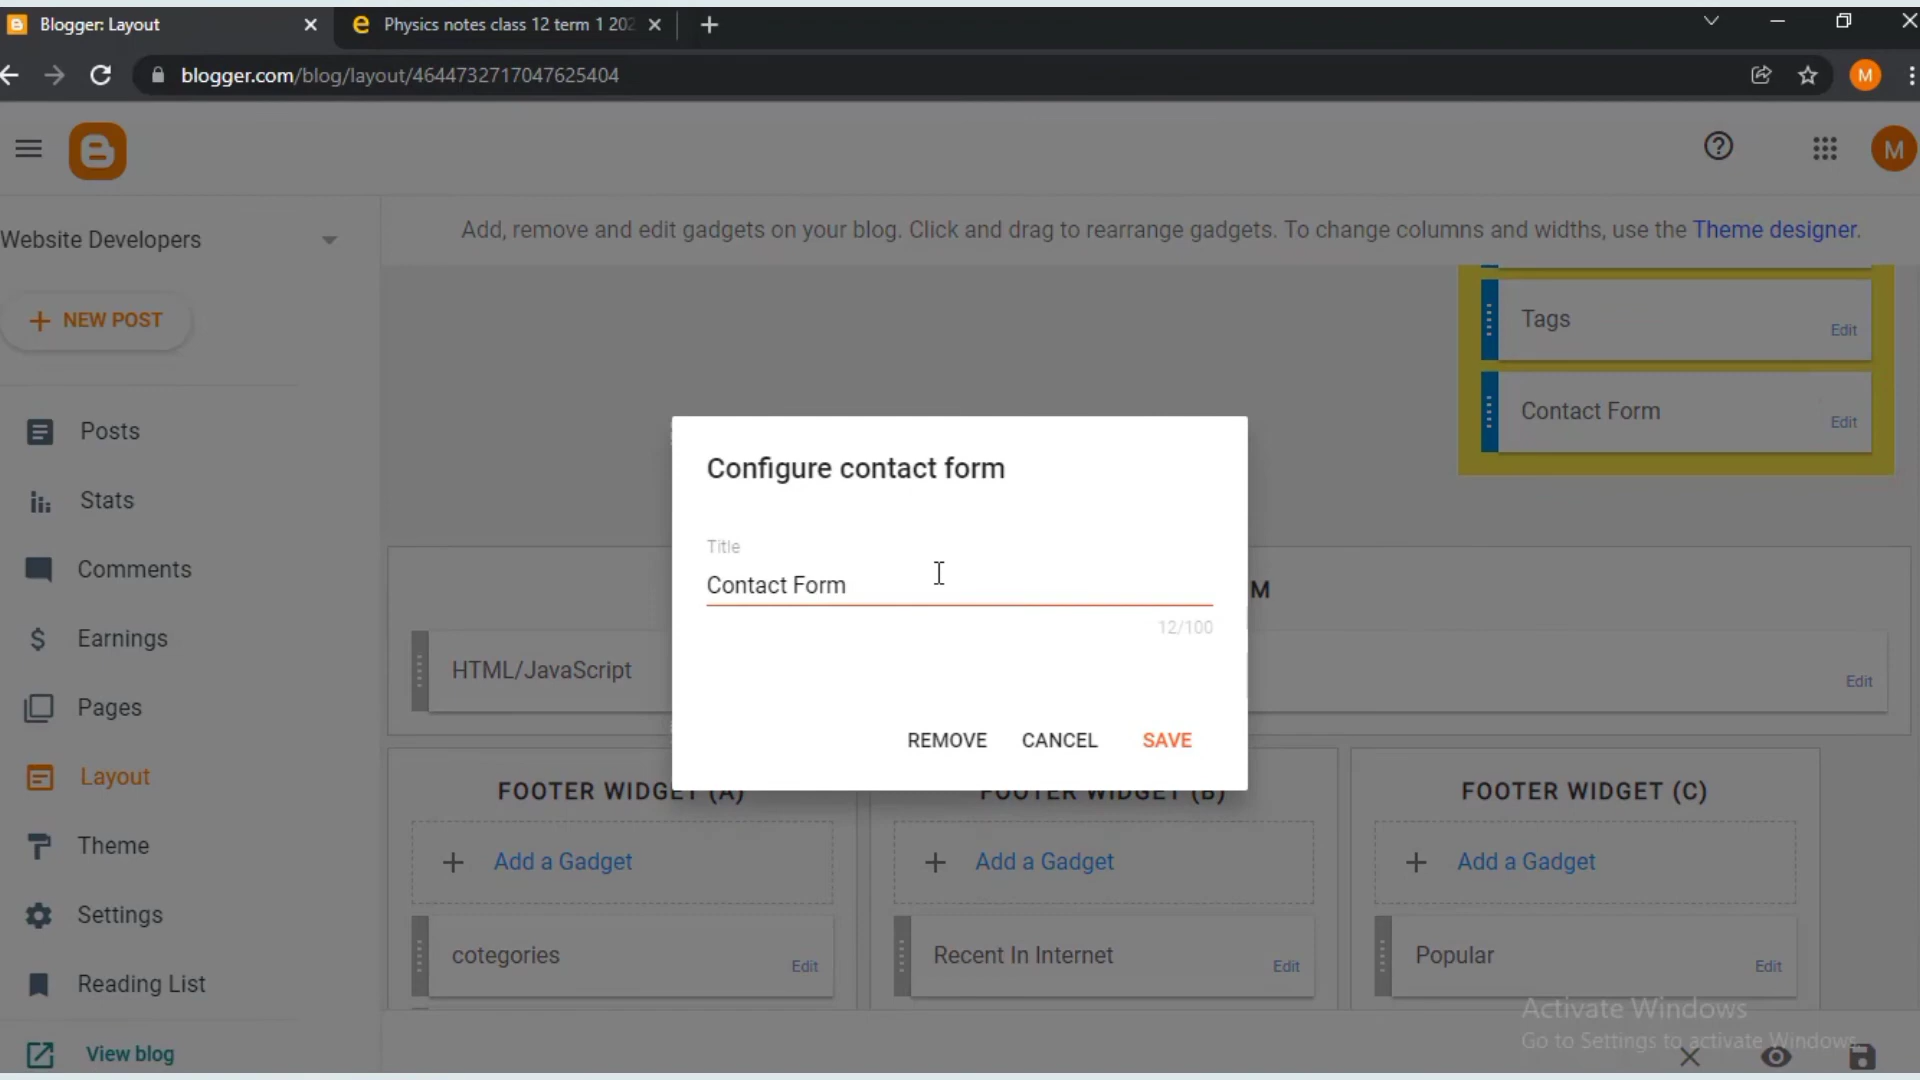 Blogger: Layout
Physics notes class 12 term 1 202
blogger.com/blog/layout/4644732717047625404
M
M
Website Developers
Add, remove and edit gadgets on your blog. Click and drag to rearrange gadgets. To change columns and widths, use the Theme designer.
NEW POST
Tags
Edit
Contact Form
Edit
Posts
Stats
Comments
Earnings
Pages
Layout
Theme
Settings
Reading List
View blog
Configure contact form
Title
Contact Form
12/100
REMOVE CANCEL SAVE
M
HTML/JavaScript
Edit
FOOTER WIDGET (A) FOOTER WIDGET (B) FOOTER WIDGET (C)
Add a Gadget Add a Gadget Add a Gadget
cotegories Edit Recent In Internet Edit Popular Edit
Activate Windows
Go to Settings to activate Windows.